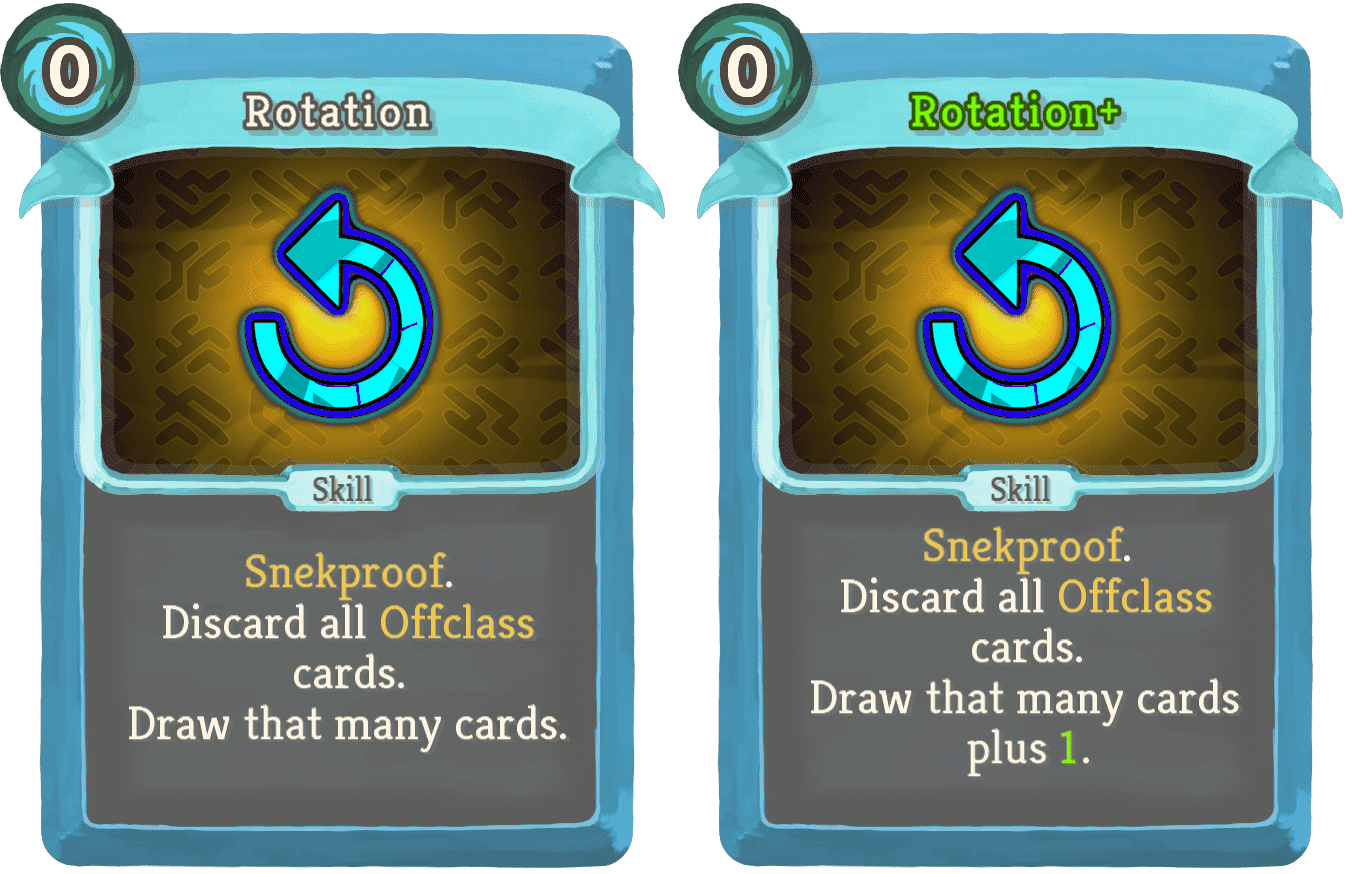 0
Rotation
Skill
Snekproof.
Discard all Offclass
cards.
Draw that many cards.
0
Rotation+
Skill
Snekproof.
Discard all Offclass
cards.
Draw that many cards
plus 1.